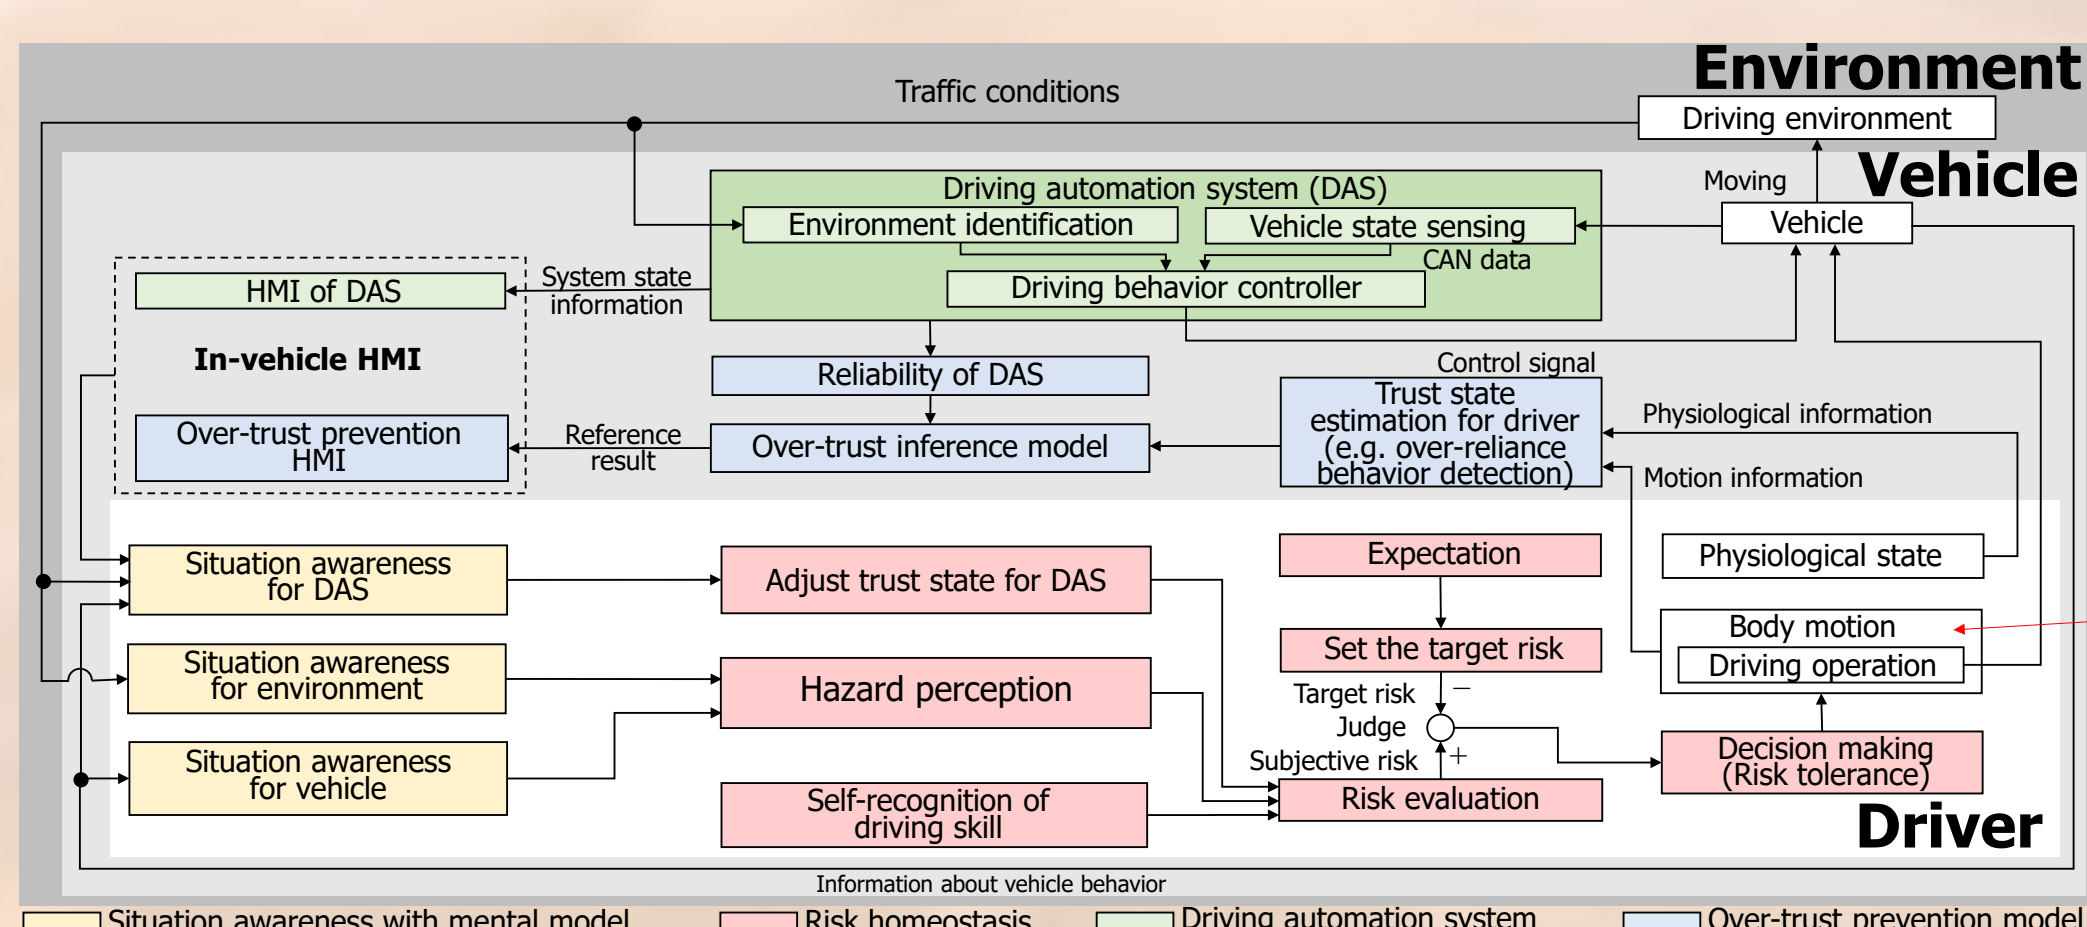 Environment
Traffic conditions
Driving environment
Vehicle
Moving
Driving automation system (DAS)
Environment identification
Vehicle state sensing
Vehicle
CAN data
HMI of DAS
System state
information
Driving behavior controller
In-vehicle HMI
Reliability of DAS
Control signal
Over-trust prevention
HMI
Reference
result
Over-trust inference model
Trust state
estimation for driver
(e.g. over-reliance
behavior detection)
Physiological information
Motion information
Situation awareness
for DAS
Adjust trust state for DAS
Expectation
Physiological state
Set the target risk
Body motion
Driving operation
Situation awareness
for environment
Hazard perception
Target risk
−
Judge
Subjective risk
+
Situation awareness
for vehicle
Self-recognition of
driving skill
Risk evaluation
Decision making
(Risk tolerance)
Driver
Information about vehicle behavior
Situation awareness with mental model
Risk homeostasis
Driving automation system
Over-trust prevention model